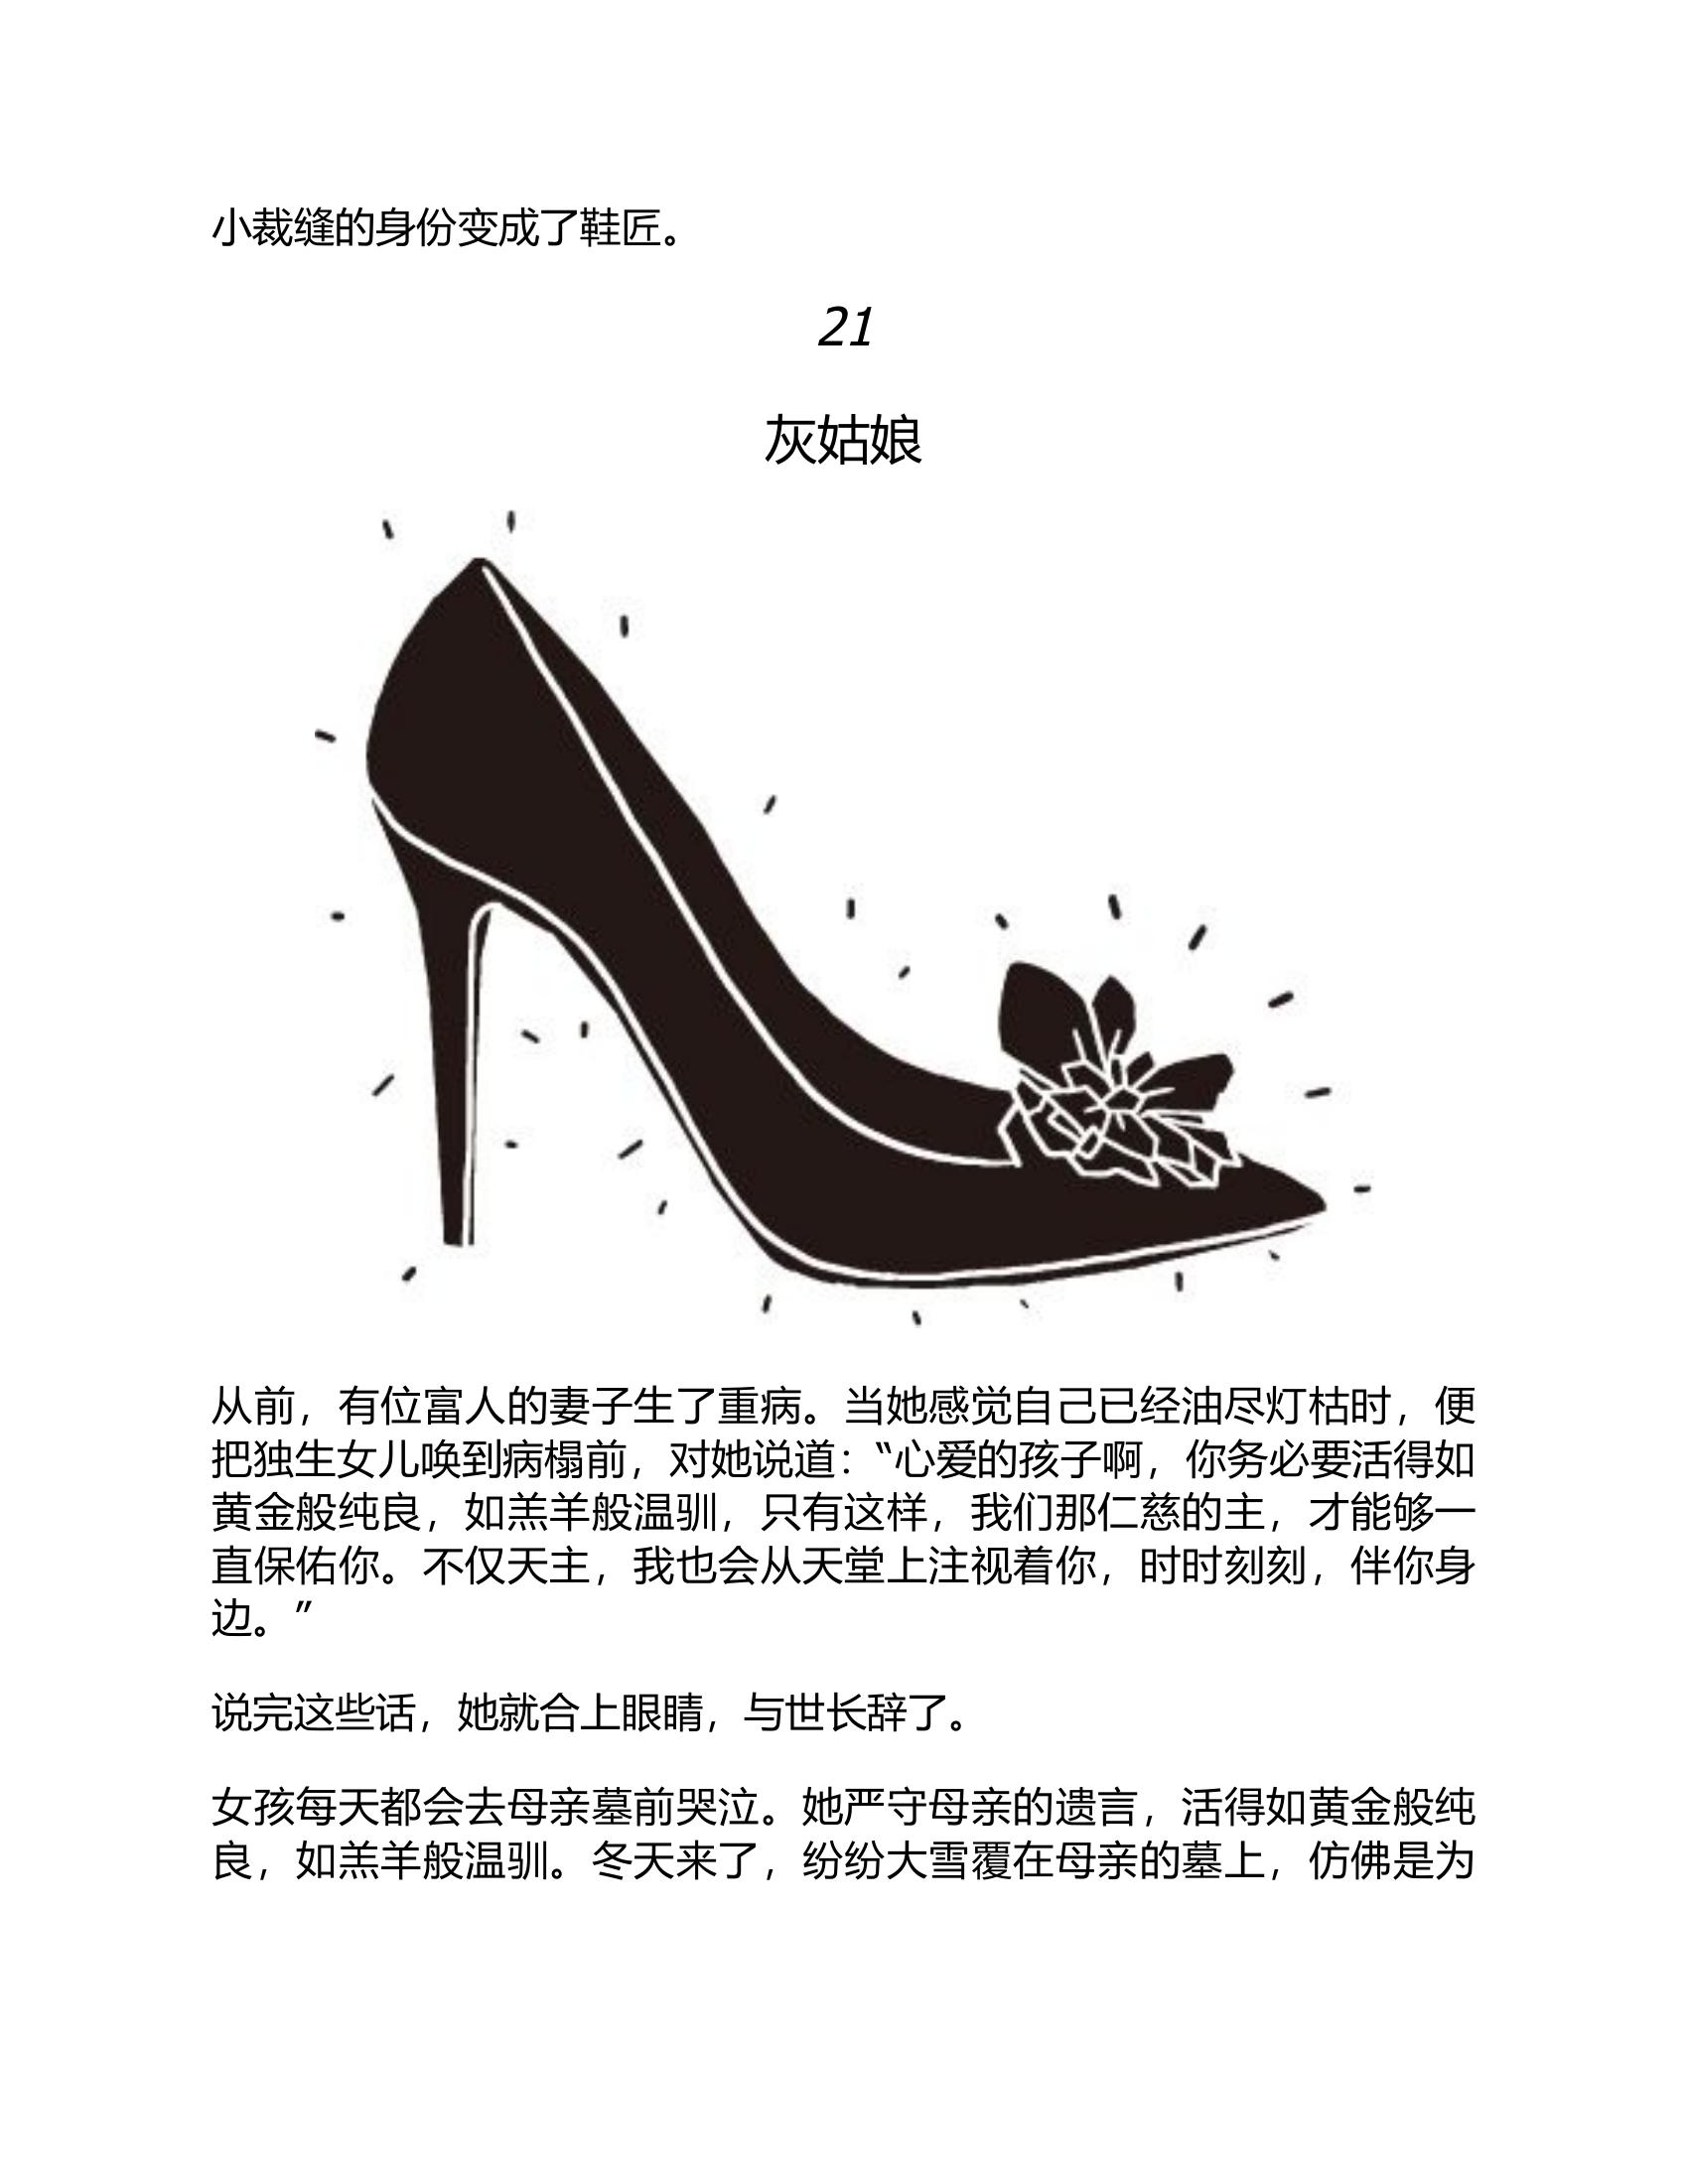 小裁缝的身份变成了鞋匠。
21
灰姑娘
从前，有位富人的妻子生了重病。当她感觉自己已经油尽灯枯时，便
把独生女儿唤到病榻前，对她说道：“心爱的孩子啊，你务必要活得如
黄金般纯良，如羔羊般温驯，只有这样，我们那仁慈的主，才能够一
直保佑你。不仅天主，我也会从天堂上注视着你，时时刻刻，伴你身
边。”
说完这些话，她就合上眼睛，与世长辞了。
女孩每天都会去母亲墓前哭泣。她严守母亲的遗言，活得如黄金般纯
良，如羔羊般温驯。冬天来了，纷纷大雪覆在母亲的墓上，仿佛是为